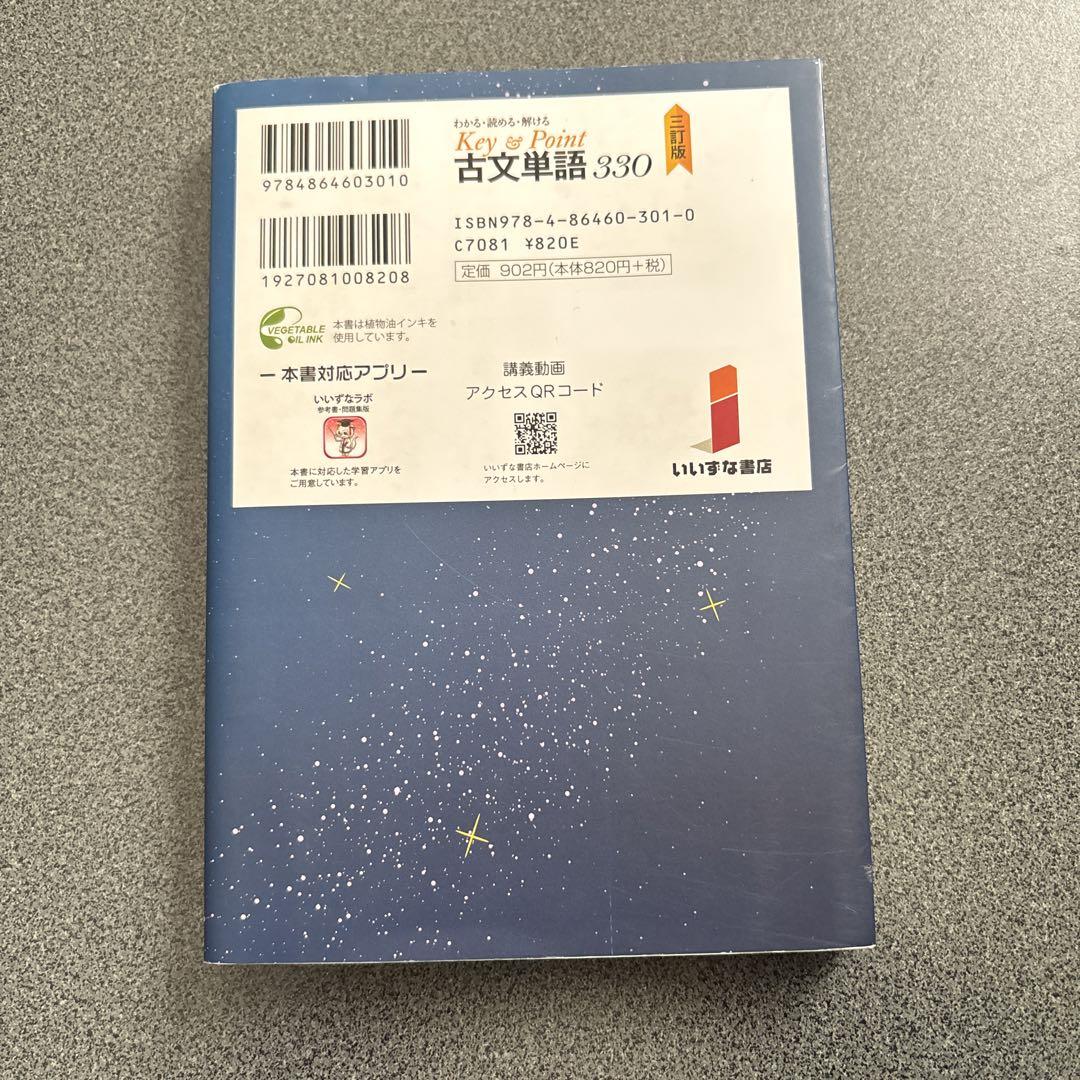 9784864603010
1927081008208
わかる・読める・解ける
Key & Point
古文単語330
三訂版
ISBN978-4-86460-301-0
C7081 ¥820E
定価 902円(本体820円+税)
VEGETABLE
OIL INK
本書は植物油インキを
使用しています。
ー本書対応アプリー
いいずなラボ
参考書・問題集版
本書に対応した学習アプリを
ご用意しています。
講義動画
アクセスQRコード
いいずな書店ホームページに
アクセスします。
いいずな書店